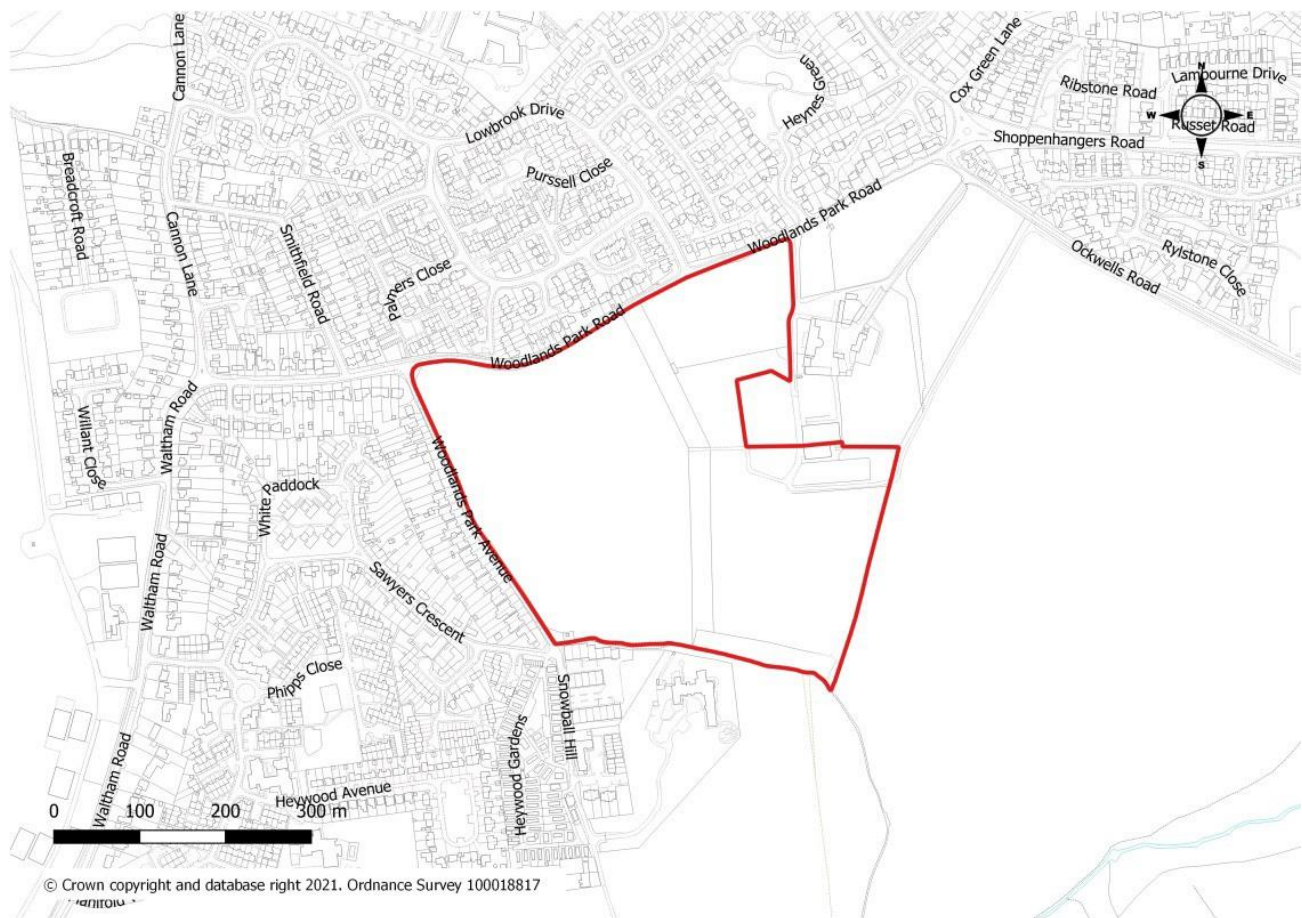 Cannon Lane
Cox Green Lane
Heynes Green
Ribstone Road
Lambourne Drive
N
W
E
S
Russet Road
Lowbrook Drive
Shoppenhangers Road
Breadcroft Road
Purssell Close
Cannon Lane
Smithfield Road
Palmers Close
Woodlands Park Road
Ockwells Road
Rylstone Close
Woodlands Park Road
Willant Close
Waltham Road
White Paddock
Woodlands Park Avenue
Waltham Road
Sawyers Crescent
Phipps Close
Snowball Hill
Heywood Gardens
Waltham Road
Heywood Avenue
0 100 200 300 m
© Crown copyright and database right 2021. Ordnance Survey 100018817